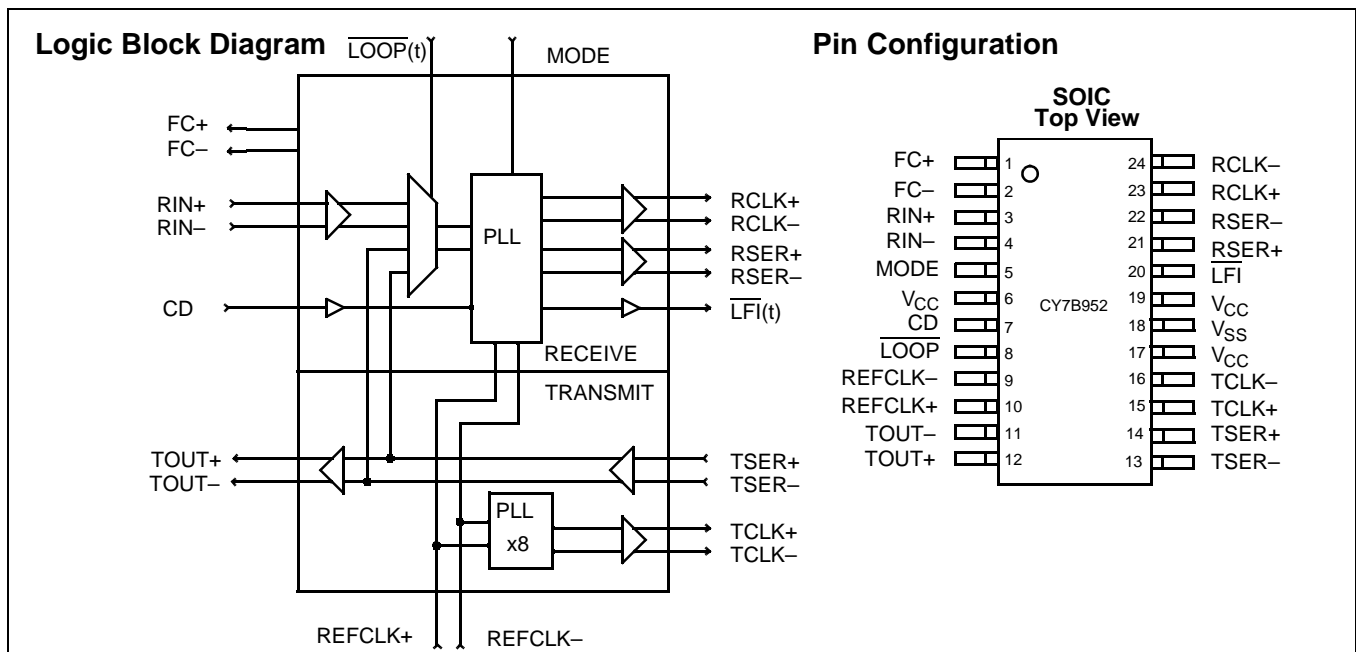 Logic Block Diagram
LOOP(t)
MODE
FC+
FC–
RIN+
RIN–
CD
PLL
RCLK+
RCLK–
RSER+
RSER–
LFI(t)
RECEIVE
TRANSMIT
TOUT+
TOUT–
TSER+
TSER–
PLL
x8
TCLK+
TCLK–
REFCLK+
REFCLK–
Pin Configuration
SOIC
Top View
FC+ 1
FC– 2
RIN+ 3
RIN– 4
MODE 5
VCC 6
CD 7
LOOP 8
REFCLK– 9
REFCLK+ 10
TOUT– 11
TOUT+ 12
CY7B952
24 RCLK–
23 RCLK+
22 RSER–
21 RSER+
20 LFI
19 VCC
18 VSS
17 VCC
16 TCLK–
15 TCLK+
14 TSER+
13 TSER–